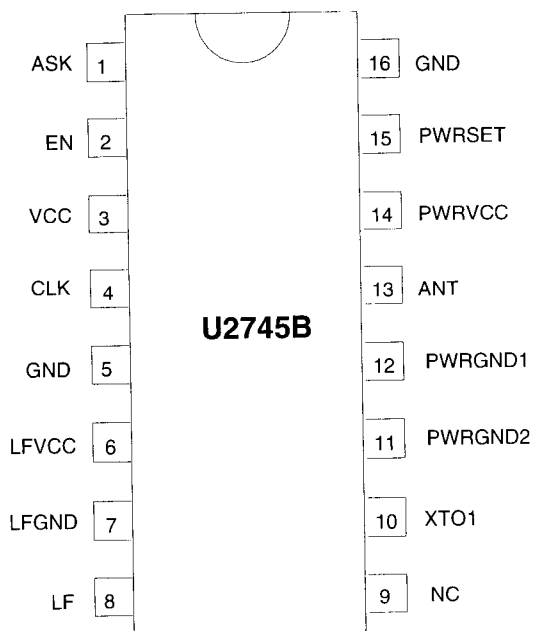 ASK 1 16 GND
EN 2 15 PWRSET
VCC 3 14 PWRVCC
CLK 4 13 ANT
U2745B
GND 5 12 PWRGND1
LFVCC 6 11 PWRGND2
LFGND 7 10 XTO1
LF 8 9 NC